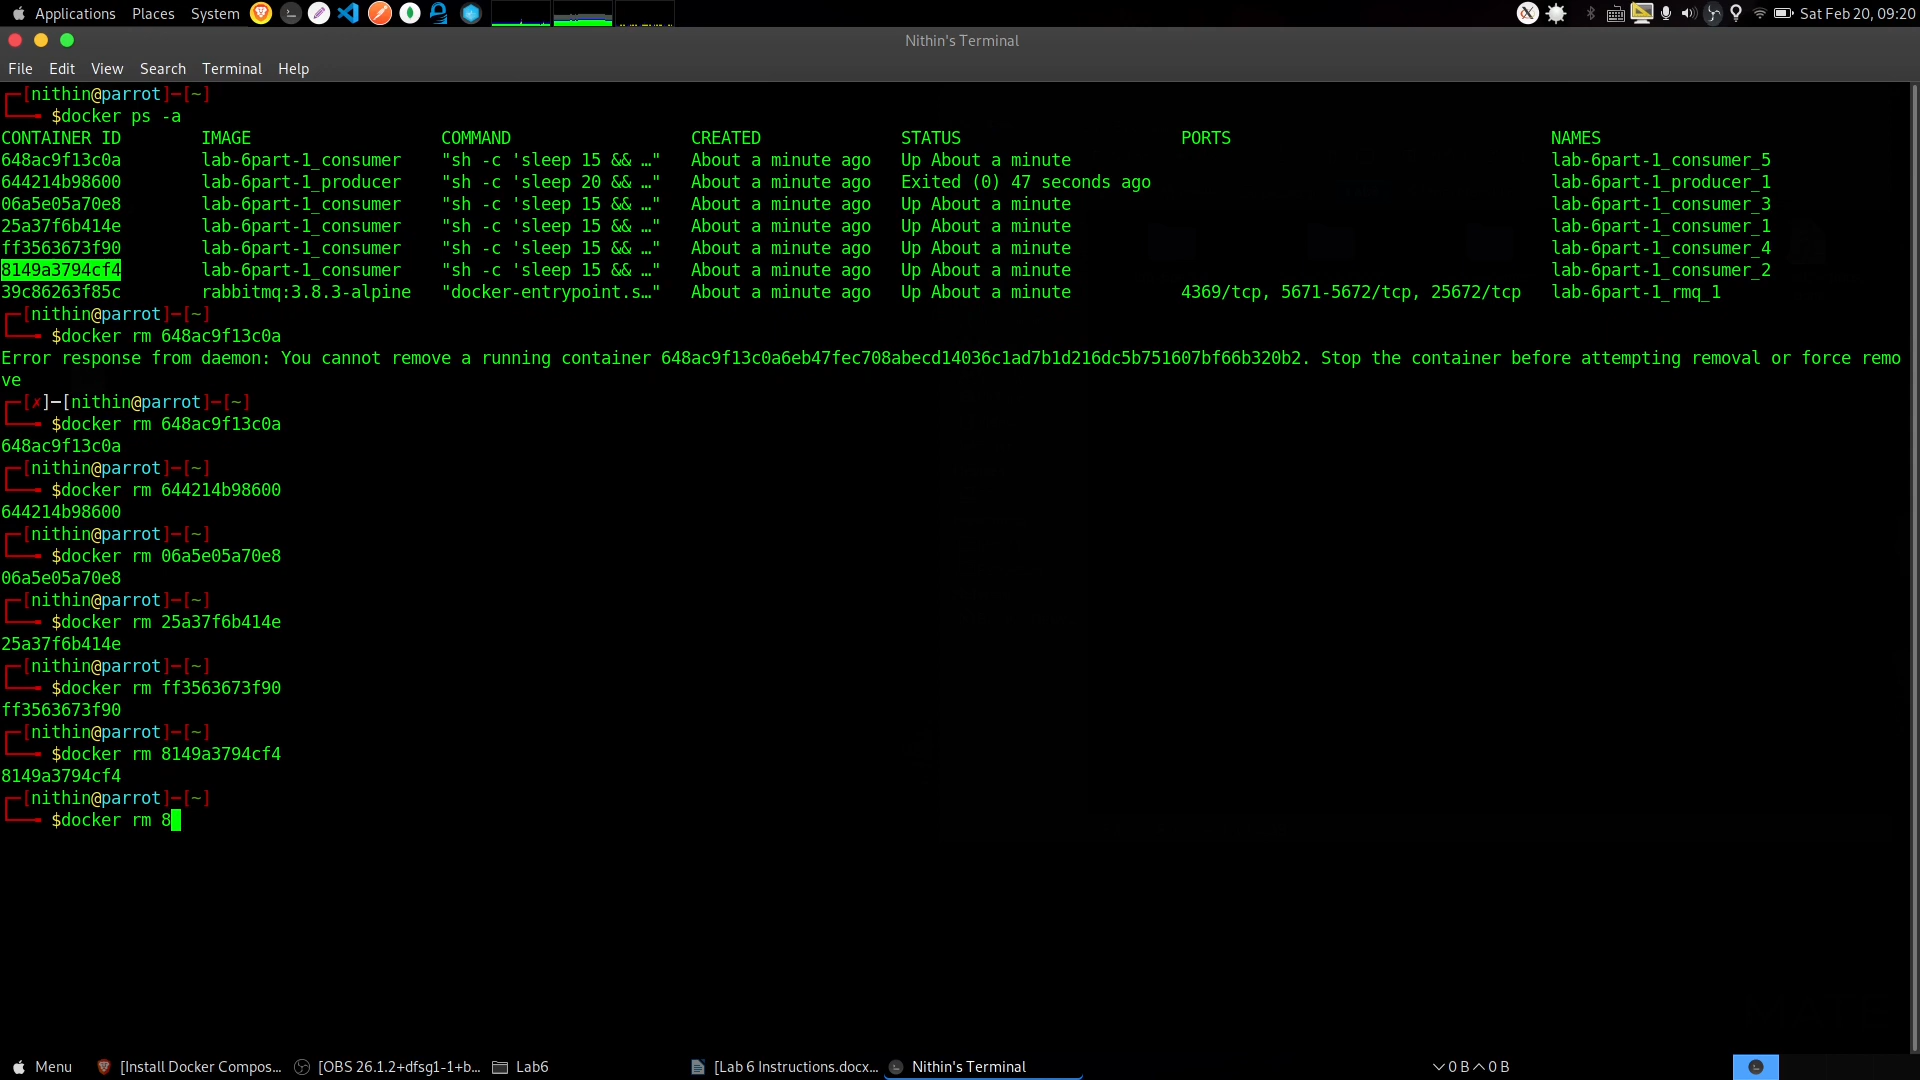 Applications Places System Sat Feb 20, 09:20
Nithin's Terminal
File Edit View Search Terminal Help
┌─[nithin@parrot]─[~]
└──╼ $docker ps -a
CONTAINER ID IMAGE COMMAND CREATED STATUS PORTS NAMES
648ac9f13c0a lab-6part-1_consumer "sh -c 'sleep 15 && …" About a minute ago Up About a minute lab-6part-1_consumer_5
644214b98600 lab-6part-1_producer "sh -c 'sleep 20 && …" About a minute ago Exited (0) 47 seconds ago lab-6part-1_producer_1
06a5e05a70e8 lab-6part-1_consumer "sh -c 'sleep 15 && …" About a minute ago Up About a minute lab-6part-1_consumer_3
25a37f6b414e lab-6part-1_consumer "sh -c 'sleep 15 && …" About a minute ago Up About a minute lab-6part-1_consumer_1
ff3563673f90 lab-6part-1_consumer "sh -c 'sleep 15 && …" About a minute ago Up About a minute lab-6part-1_consumer_4
8149a3794cf4 lab-6part-1_consumer "sh -c 'sleep 15 && …" About a minute ago Up About a minute lab-6part-1_consumer_2
39c86263f85c rabbitmq:3.8.3-alpine "docker-entrypoint.s…" About a minute ago Up About a minute 4369/tcp, 5671-5672/tcp, 25672/tcp lab-6part-1_rmq_1
┌─[nithin@parrot]─[~]
└──╼ $docker rm 648ac9f13c0a
Error response from daemon: You cannot remove a running container 648ac9f13c0a6eb47fec708abecd14036c1ad7b1d216dc5b751607bf66b320b2. Stop the container before attempting removal or force remo
ve
┌─[✗]─[nithin@parrot]─[~]
└──╼ $docker rm 648ac9f13c0a
648ac9f13c0a
┌─[nithin@parrot]─[~]
└──╼ $docker rm 644214b98600
644214b98600
┌─[nithin@parrot]─[~]
└──╼ $docker rm 06a5e05a70e8
06a5e05a70e8
┌─[nithin@parrot]─[~]
└──╼ $docker rm 25a37f6b414e
25a37f6b414e
┌─[nithin@parrot]─[~]
└──╼ $docker rm ff3563673f90
ff3563673f90
┌─[nithin@parrot]─[~]
└──╼ $docker rm 8149a3794cf4
8149a3794cf4
┌─[nithin@parrot]─[~]
└──╼ $docker rm 8
Menu [Install Docker Compos... [OBS 26.1.2+dfsg1-1+b... Lab6 [Lab 6 Instructions.docx... Nithin's Terminal 0 B 0 B